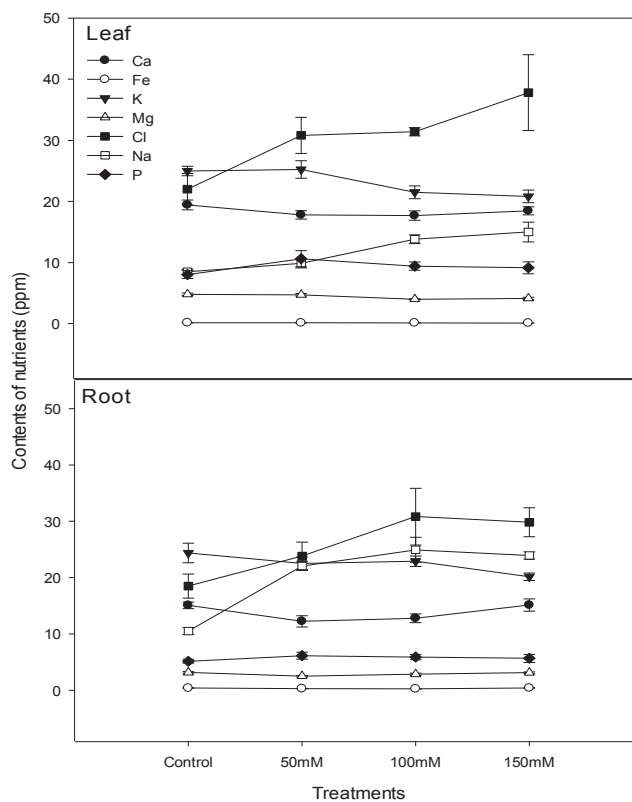 50
Leaf
Ca
Fe
K
Mg
Cl
Na
P
40
30
20
10
0
Contents of nutrients (ppm)
Root
50
40
30
20
10
0
Control 50mM 100mM 150mM
Treatments